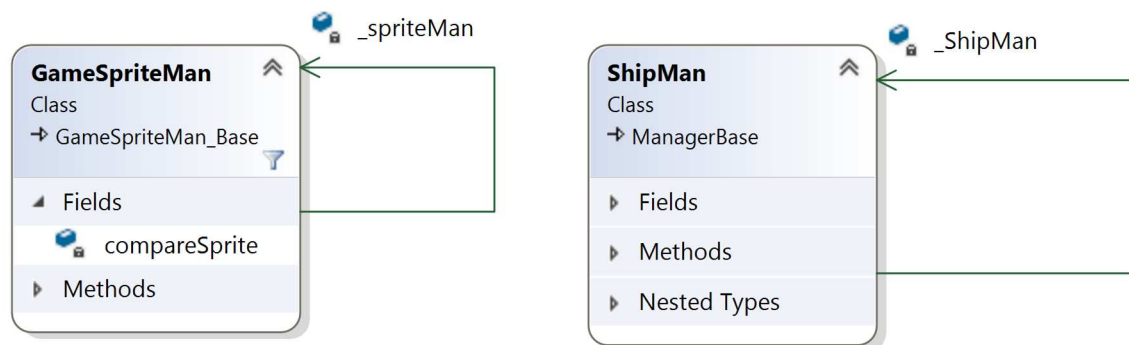 _spriteMan
GameSpriteMan
Class
GameSpriteMan_Base
Fields
compareSprite
Methods
_ShipMan
ShipMan
Class
ManagerBase
Fields
Methods
Nested Types